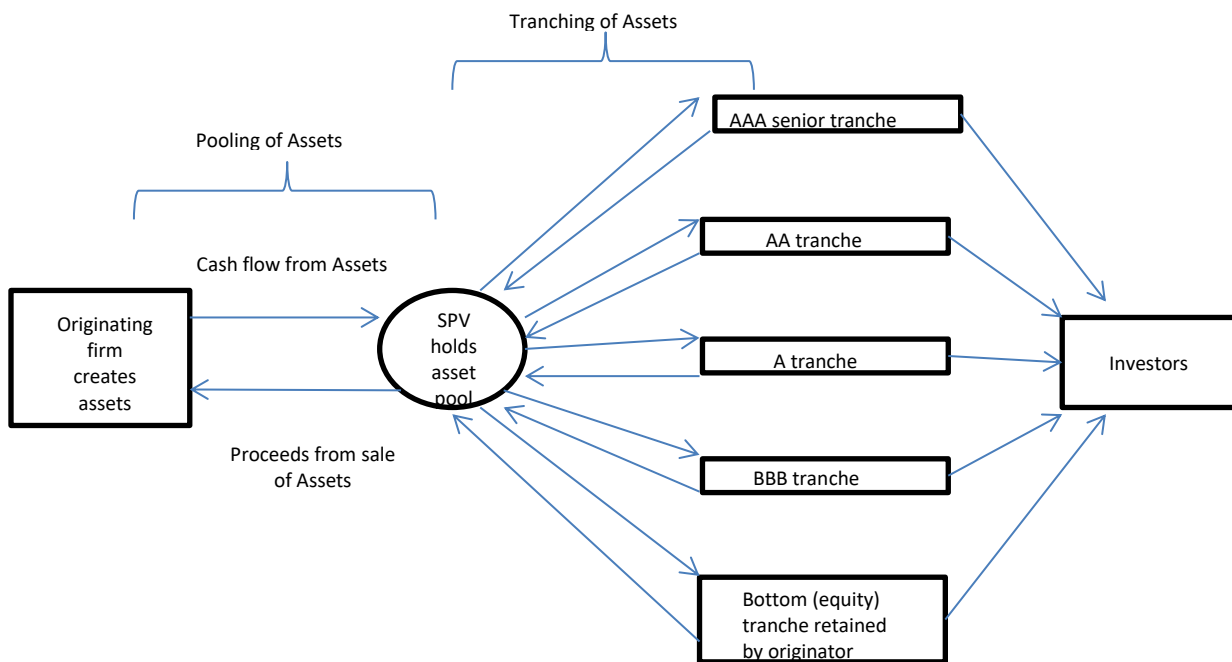 Tranching of Assets
AAA senior tranche
Pooling of Assets
AA tranche
Cash flow from Assets
Originating
firm
creates
assets
SPV
holds
asset
pool
A tranche
Investors
Proceeds from sale
of Assets
BBB tranche
Bottom (equity)
tranche retained
by originator